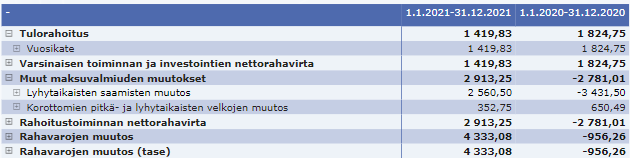 - 1.1.2021-31.12.2021 1.1.2020-31.12.2020
Tulorahoitus 1 419,83 1 824,75
Vuosikate 1 419,83 1 824,75
Varsinaisen toiminnan ja investointien nettorahavirta 1 419,83 1 824,75
Muut maksuvalmiuden muutokset 2 913,25 -2 781,01
Lyhytaikaisten saamisten muutos 2 560,50 -3 431,50
Korottomien pitkä- ja lyhytaikaisten velkojen muutos 352,75 650,49
Rahoitustoiminnan nettorahavirta 2 913,25 -2 781,01
Rahavarojen muutos 4 333,08 -956,26
Rahavarojen muutos (tase) 4 333,08 -956,26